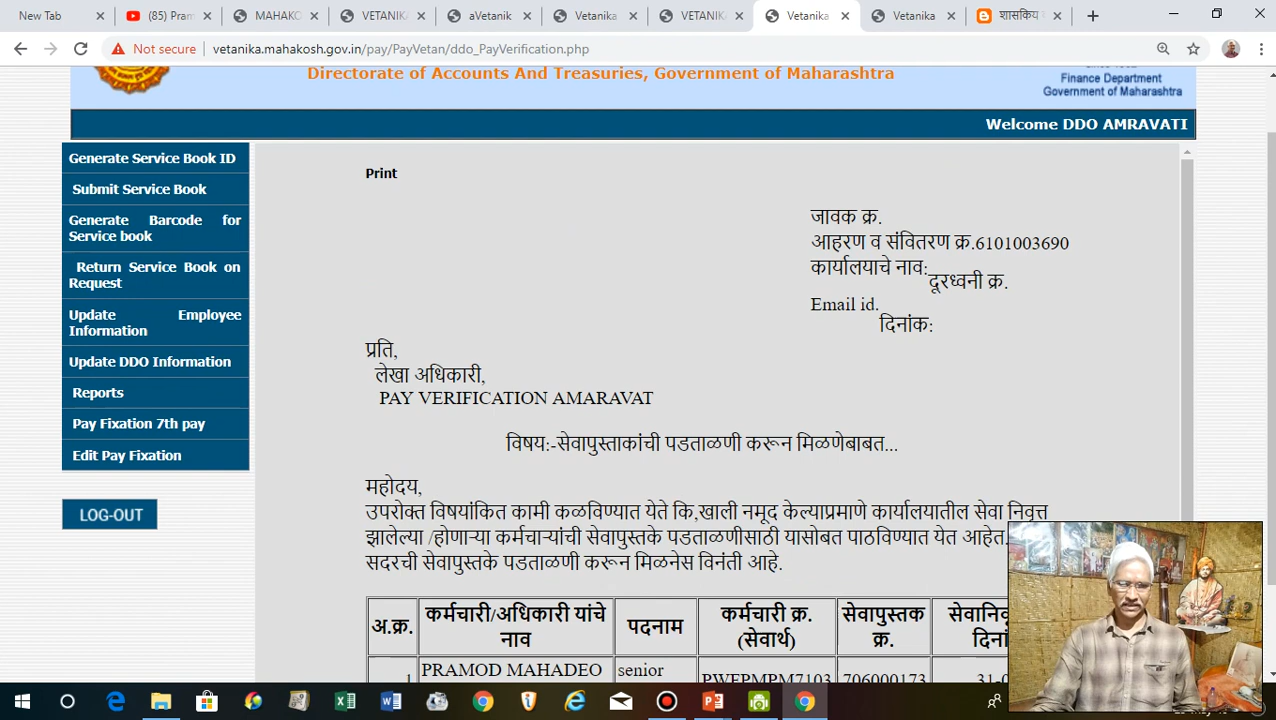 New Tab
(85) Pram
MAHAKO
VETANIKA
aVetanik
Vetanika
VETANIK
Vetanika
Vetanika
शासकिय
Not secure
vetanika.mahakosh.gov.in/pay/PayVetan/ddo_PayVerification.php
Directorate of Accounts And Treasuries, Government of Maharashtra
Finance Department
Government of Maharashtra
Welcome DDO AMRAVATI
Generate Service Book ID
Submit Service Book
Generate Barcode for
Service book
Return Service Book on
Request
Update Employee
Information
Update DDO Information
Reports
Pay Fixation 7th pay
Edit Pay Fixation
LOG-OUT
Print
जावक क्र.
आहरण व संवितरण क्र.6101003690
कार्यालयाचे नाव:
दूरध्वनी क्र.
Email id.
दिनांक:
प्रति,
लेखा अधिकारी,
PAY VERIFICATION AMARAVAT
विषय:-सेवापुस्ताकांची पडताळणी करून मिळणेबाबत...
महोदय,
उपरोक्त विषयांकित कामी कळविण्यात येते कि,खाली नमूद केल्याप्रमाणे कार्यालयातील सेवा निवृत्त
झालेल्या /होणाऱ्या कर्मचाऱ्यांची सेवापुस्तके पडताळणीसाठी यासोबत पाठविण्यात येत आहेत.
सदरची सेवापुस्तके पडताळणी करून मिळनेस विनंती आहे.
अ.क्र. कर्मचारी/अधिकारी यांचे नाव पदनाम कर्मचारी क्र. (सेवार्थ) सेवापुस्तक क्र.
1 PRAMOD MAHADEO senior PWFPMPM7103 706000173